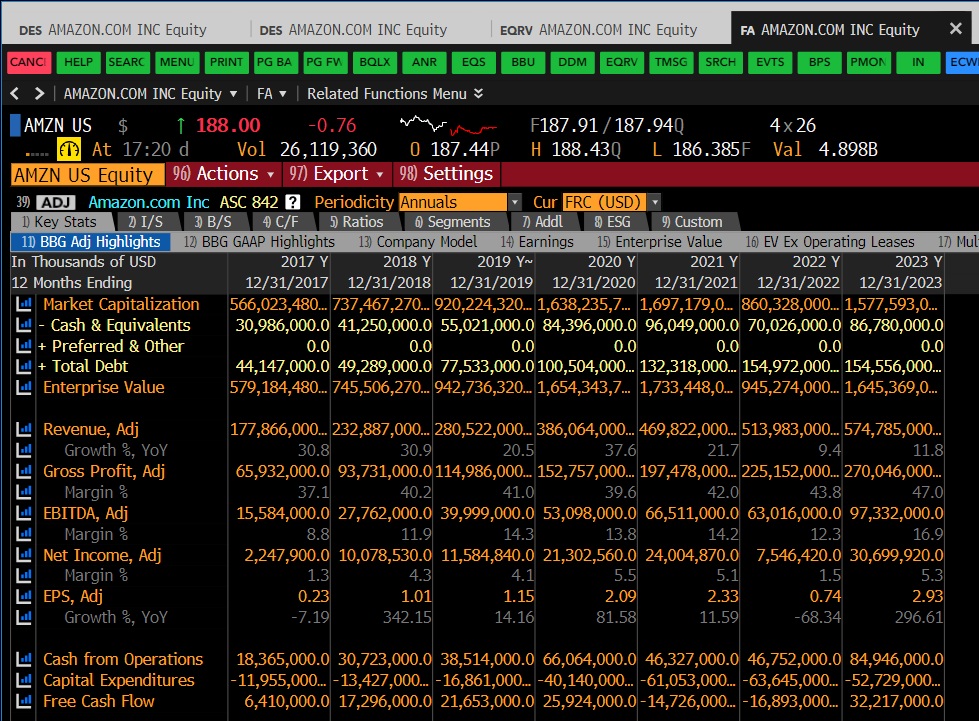 DES AMAZON.COM INC Equity DES AMAZON.COM INC Equity EQRV AMAZON.COM INC Equity FA AMAZON.COM INC Equity ✕
CANCI HELP SEARC MENU PRINT PG BA PG FW BQLX ANR EQS BBU DDM EQRV TMSG SRCH EVTS BPS PMON IN ECW
< > AMAZON.COM INC Equity ▾ FA ▾ Related Functions Menu
AMZN US $ ↑ 188.00 -0.76 F187.91/187.94Q 4x26
At 17:20 d Vol 26,119,360 O 187.44P H 188.43Q L 186.385F Val 4.898B
AMZN US Equity 96) Actions ▾ 97) Export ▾ 98) Settings
39) ADJ Amazon.com Inc ASC 842 ? Periodicity Annuals Cur FRC (USD)
1) Key Stats 2) I/S 3) B/S 4) C/F 5) Ratios 6) Segments 7) Addl 8) ESG 9) Custom
11) BBG Adj Highlights 12) BBG GAAP Highlights 13) Company Model 14) Earnings 15) Enterprise Value 16) EV Ex Operating Leases 17) Mul
In Thousands of USD 2017 Y 2018 Y 2019 Y~ 2020 Y 2021 Y 2022 Y 2023 Y
12 Months Ending 12/31/2017 12/31/2018 12/31/2019 12/31/2020 12/31/2021 12/31/2022 12/31/2023
Market Capitalization 566,023,480... 737,467,270... 920,224,320... 1,638,235,7... 1,697,179,0... 860,328,000... 1,577,593,0...
- Cash & Equivalents 30,986,000.0 41,250,000.0 55,021,000.0 84,396,000.0 96,049,000.0 70,026,000.0 86,780,000.0
+ Preferred & Other 0.0 0.0 0.0 0.0 0.0 0.0 0.0
+ Total Debt 44,147,000.0 49,289,000.0 77,533,000.0 100,504,000... 132,318,000... 154,972,000... 154,556,000...
Enterprise Value 579,184,480... 745,506,270... 942,736,320... 1,654,343,7... 1,733,448,0... 945,274,000... 1,645,369,0...
Revenue, Adj 177,866,000... 232,887,000... 280,522,000... 386,064,000... 469,822,000... 513,983,000... 574,785,000...
Growth %, YoY 30.8 30.9 20.5 37.6 21.7 9.4 11.8
Gross Profit, Adj 65,932,000.0 93,731,000.0 114,986,000... 152,757,000... 197,478,000... 225,152,000... 270,046,000...
Margin % 37.1 40.2 41.0 39.6 42.0 43.8 47.0
EBITDA, Adj 15,584,000.0 27,762,000.0 39,999,000.0 53,098,000.0 66,511,000.0 63,016,000.0 97,332,000.0
Margin % 8.8 11.9 14.3 13.8 14.2 12.3 16.9
Net Income, Adj 2,247,900.0 10,078,530.0 11,584,840.0 21,302,560.0 24,004,870.0 7,546,420.0 30,699,920.0
Margin % 1.3 4.3 4.1 5.5 5.1 1.5 5.3
EPS, Adj 0.23 1.01 1.15 2.09 2.33 0.74 2.93
Growth %, YoY -7.19 342.15 14.16 81.58 11.59 -68.34 296.61
Cash from Operations 18,365,000.0 30,723,000.0 38,514,000.0 66,064,000.0 46,327,000.0 46,752,000.0 84,946,000.0
Capital Expenditures -11,955,000... -13,427,000... -16,861,000... -40,140,000... -61,053,000... -63,645,000... -52,729,000...
Free Cash Flow 6,410,000.0 17,296,000.0 21,653,000.0 25,924,000.0 -14,726,000... -16,893,000... 32,217,000.0